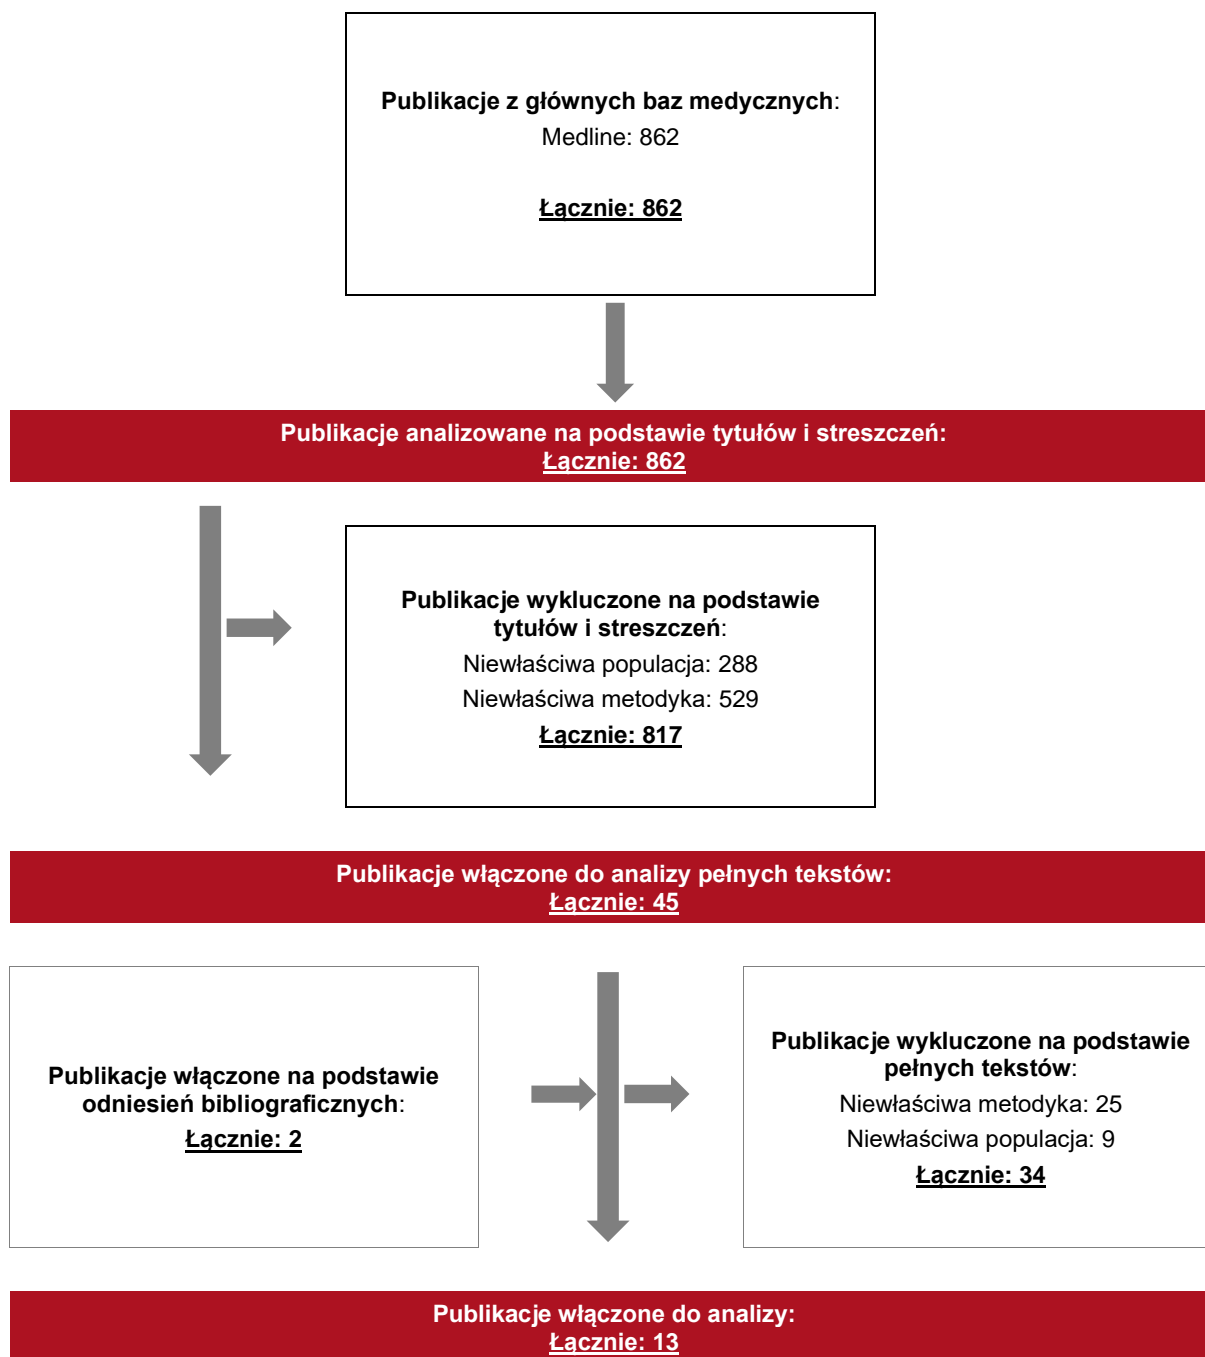 Publikacje z głównych baz medycznych:
Medline: 862
Łącznie: 862
Publikacje analizowane na podstawie tytułów i streszczeń:
Łącznie: 862
Publikacje wykluczone na podstawie
tytułów i streszczeń:
Niewłaściwa populacja: 288
Niewłaściwa metodyka: 529
Łącznie: 817
Publikacje włączone do analizy pełnych tekstów:
Łącznie: 45
Publikacje włączone na podstawie
odniesień bibliograficznych:
Łącznie: 2
Publikacje wykluczone na podstawie
pełnych tekstów:
Niewłaściwa metodyka: 25
Niewłaściwa populacja: 9
Łącznie: 34
Publikacje włączone do analizy:
Łącznie: 13